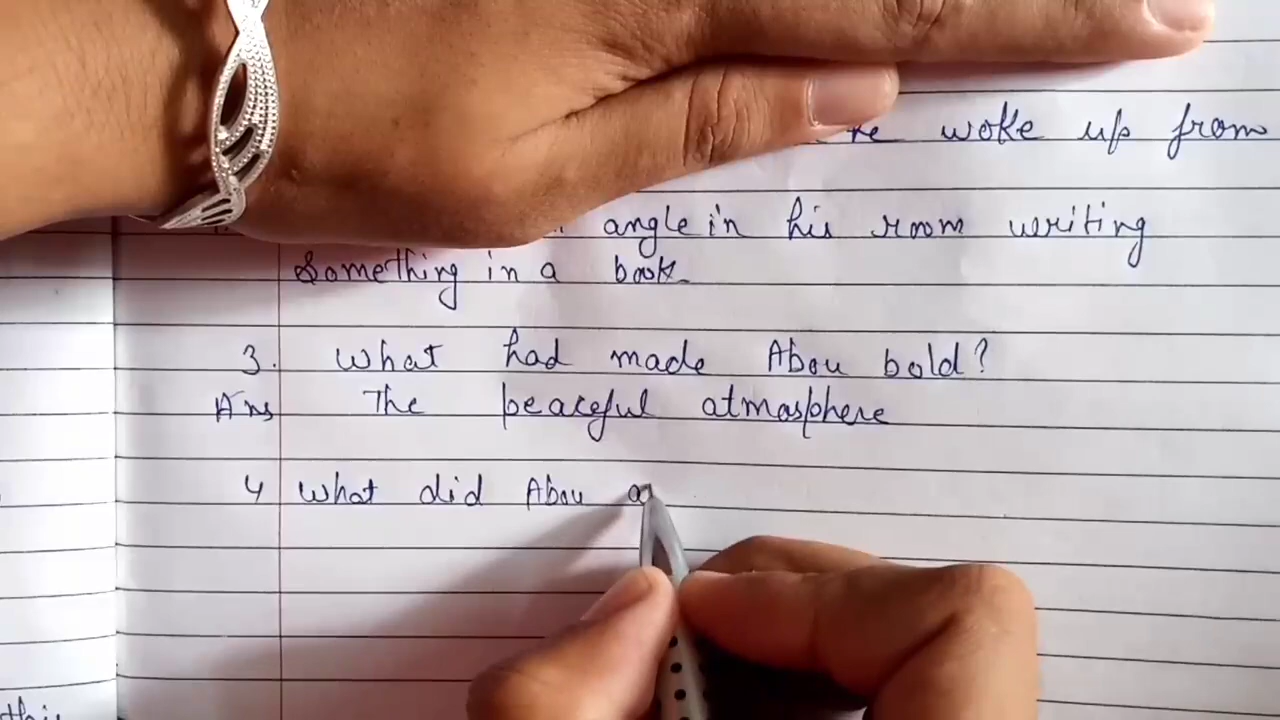 woke up from
angle in his room writing
Something in a book.
3. What had made Abou bold?
Ans The peaceful atmosphere
4 What did Abou a